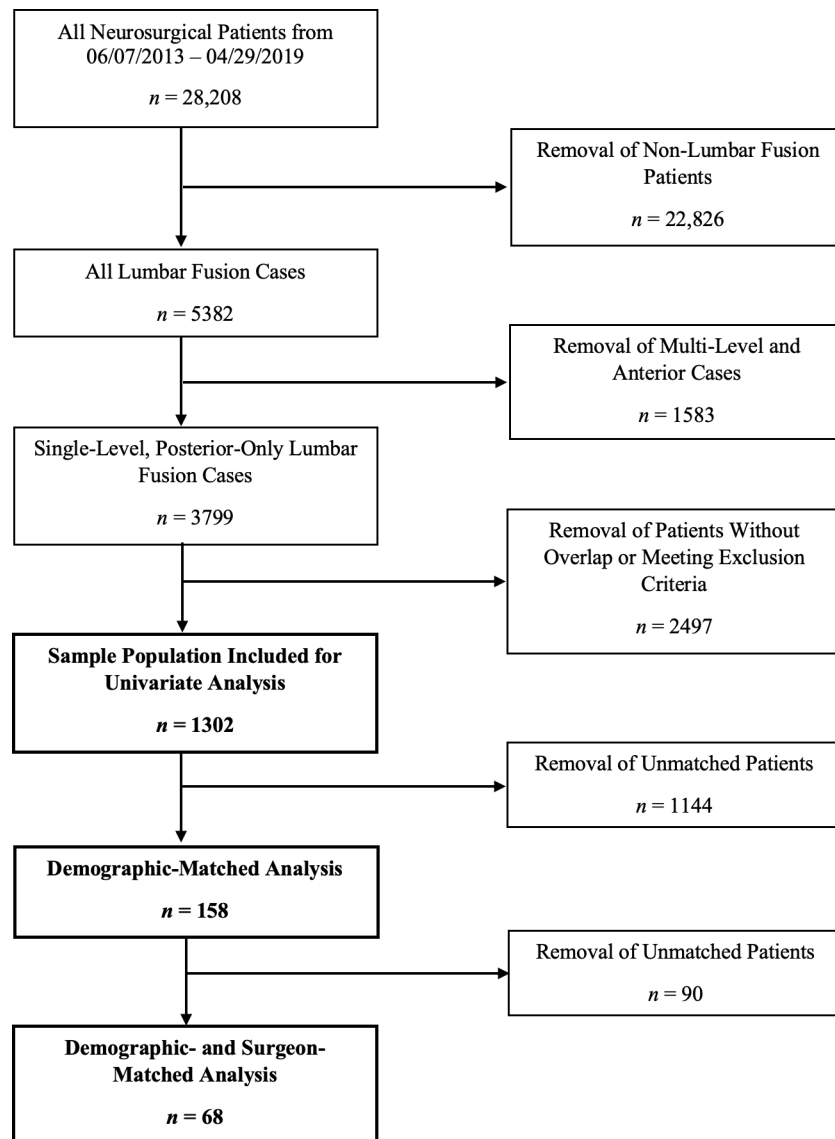 All Neurosurgical Patients from
06/07/2013 – 04/29/2019
n = 28,208
Removal of Non-Lumbar Fusion
Patients
n = 22,826
All Lumbar Fusion Cases
n = 5382
Removal of Multi-Level and
Anterior Cases
n = 1583
Single-Level, Posterior-Only Lumbar
Fusion Cases
n = 3799
Removal of Patients Without
Overlap or Meeting Exclusion
Criteria
n = 2497
Sample Population Included for
Univariate Analysis
n = 1302
Removal of Unmatched Patients
n = 1144
Demographic-Matched Analysis
n = 158
Removal of Unmatched Patients
n = 90
Demographic- and Surgeon-
Matched Analysis
n = 68